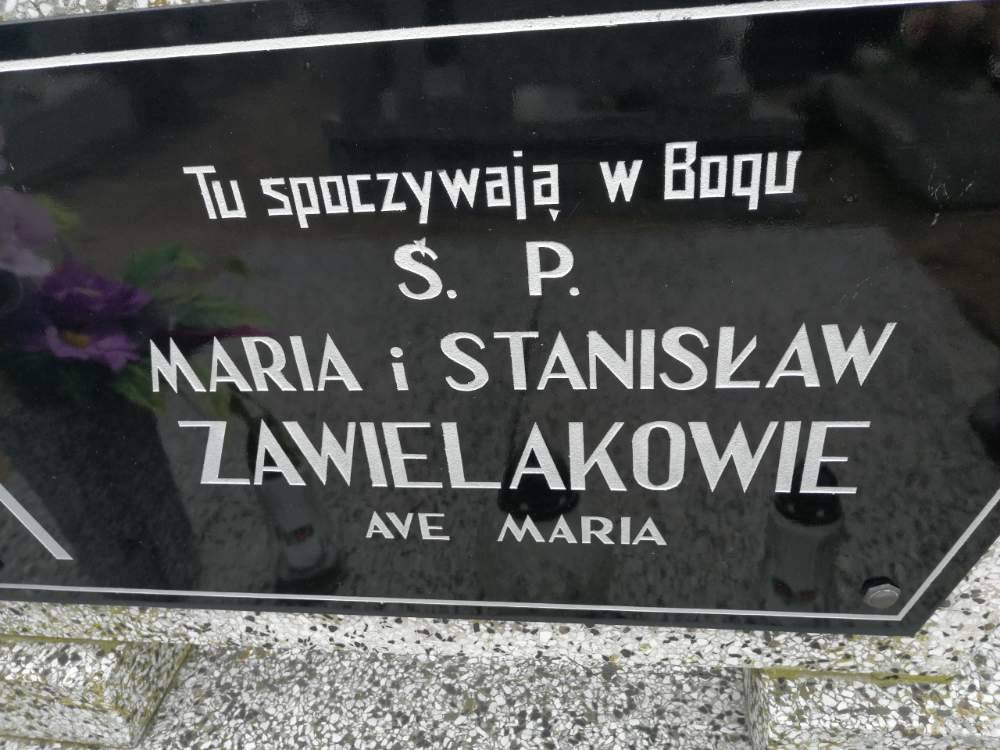 Tu spoczywają w Bogu
Ś. P.
MARIA i STANISŁAW
ZAWIELAKOWIE
AVE MARIA